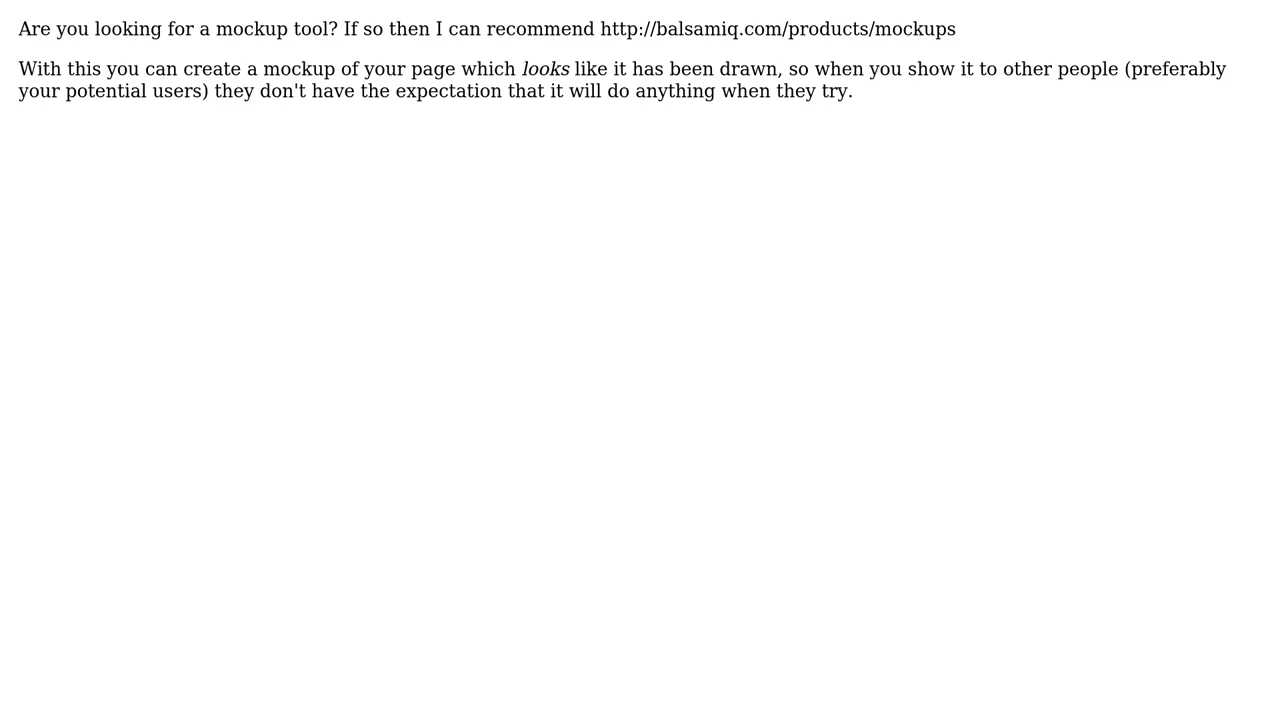 Are you looking for a mockup tool? If so then I can recommend http://balsamiq.com/products/mockups
With this you can create a mockup of your page which looks like it has been drawn, so when you show it to other people (preferably
your potential users) they don't have the expectation that it will do anything when they try.